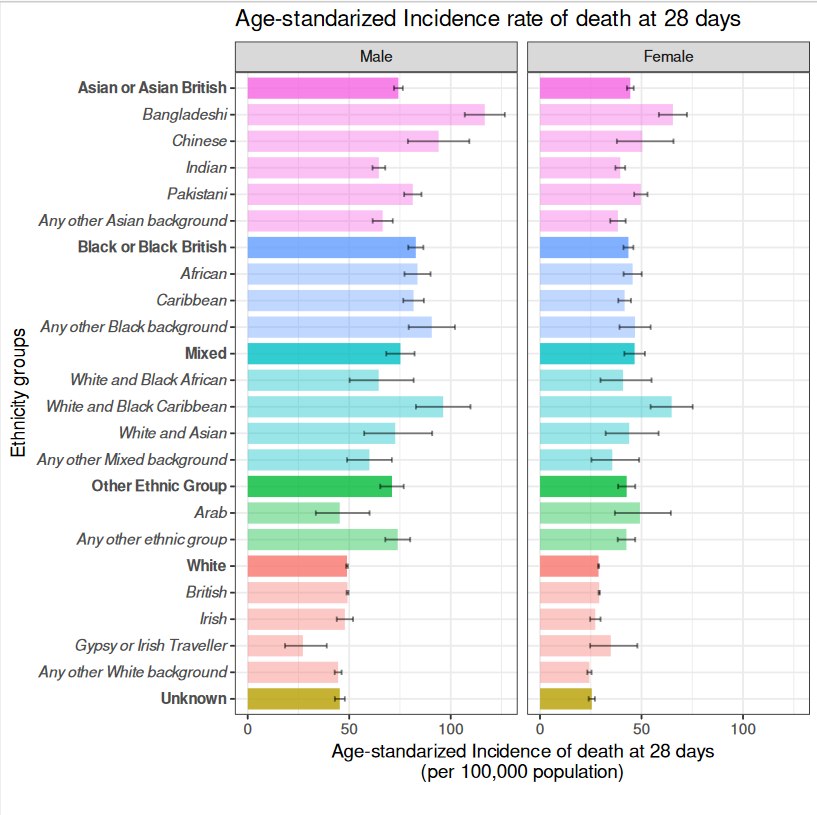 Age-standarized Incidence rate of death at 28 days
Male
Female
Ethnicity groups
Asian or Asian British
Bangladeshi
Chinese
Indian
Pakistani
Any other Asian background
Black or Black British
African
Caribbean
Any other Black background
Mixed
White and Black African
White and Black Caribbean
White and Asian
Any other Mixed background
Other Ethnic Group
Arab
Any other ethnic group
White
British
Irish
Gypsy or Irish Traveller
Any other White background
Unknown
0 50 100 0 50 100
Age-standarized Incidence of death at 28 days
(per 100,000 population)